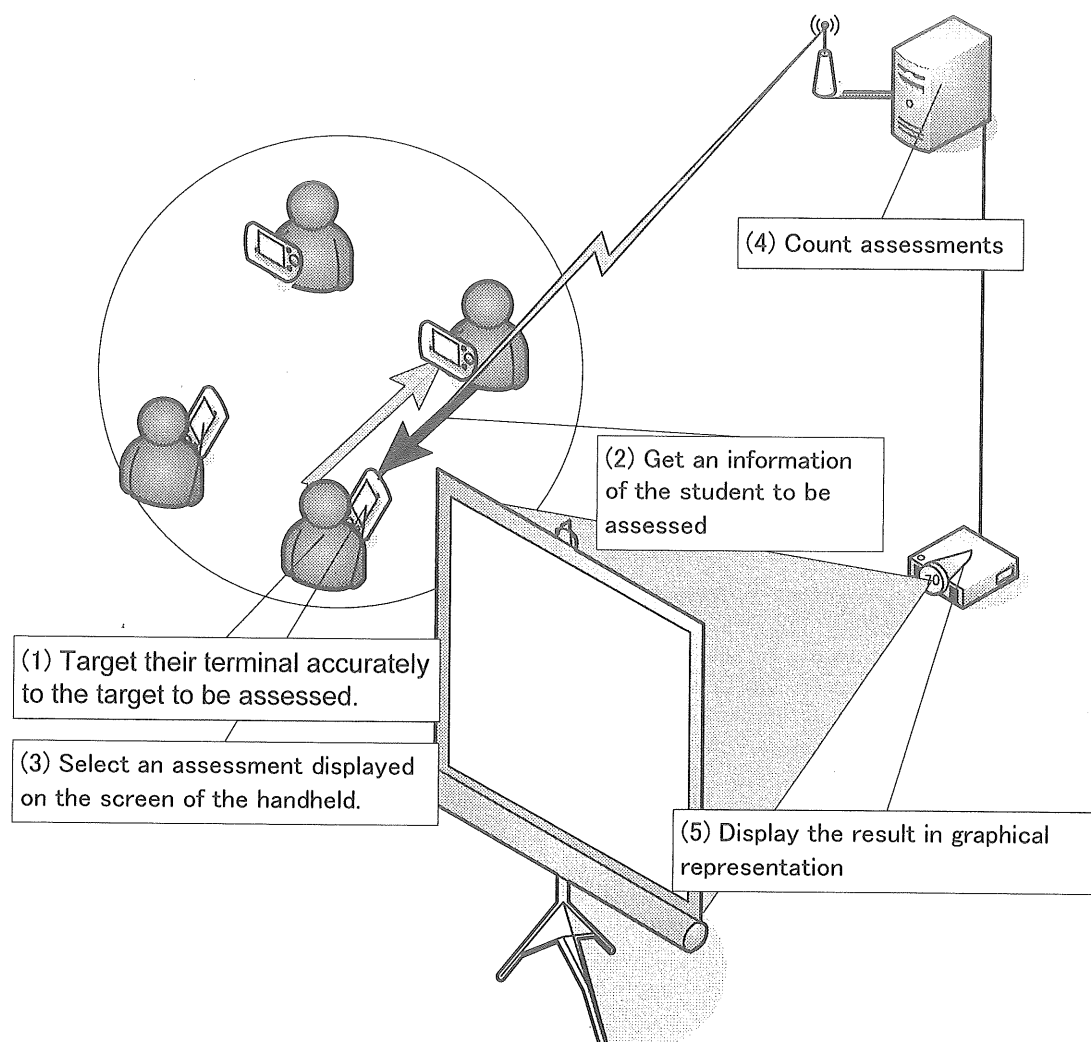 (4) Count assessments
(2) Get an information
of the student to be
assessed
70
(1) Target their terminal accurately
to the target to be assessed.
(3) Select an assessment displayed
on the screen of the handheld.
(5) Display the result in graphical
representation